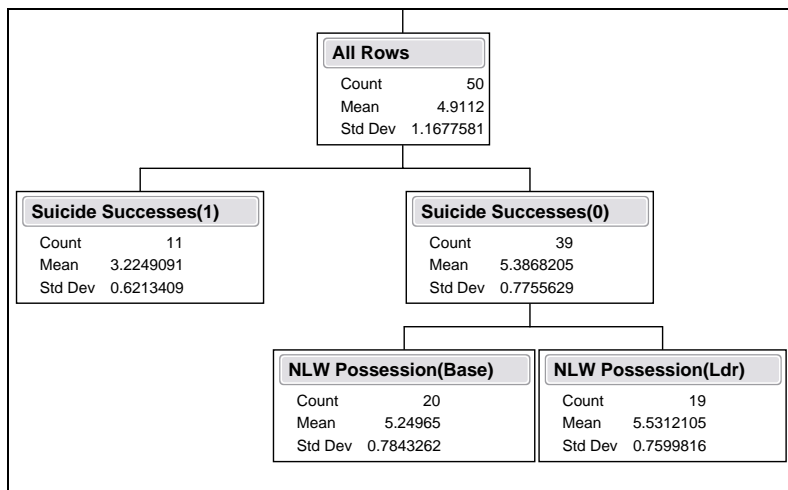 All Rows
Count 50
Mean 4.9112
Std Dev 1.1677581
Suicide Successes(1)
Count 11
Mean 3.2249091
Std Dev 0.6213409
Suicide Successes(0)
Count 39
Mean 5.3868205
Std Dev 0.7755629
NLW Possession(Base)
Count 20
Mean 5.24965
Std Dev 0.7843262
NLW Possession(Ldr)
Count 19
Mean 5.5312105
Std Dev 0.7599816